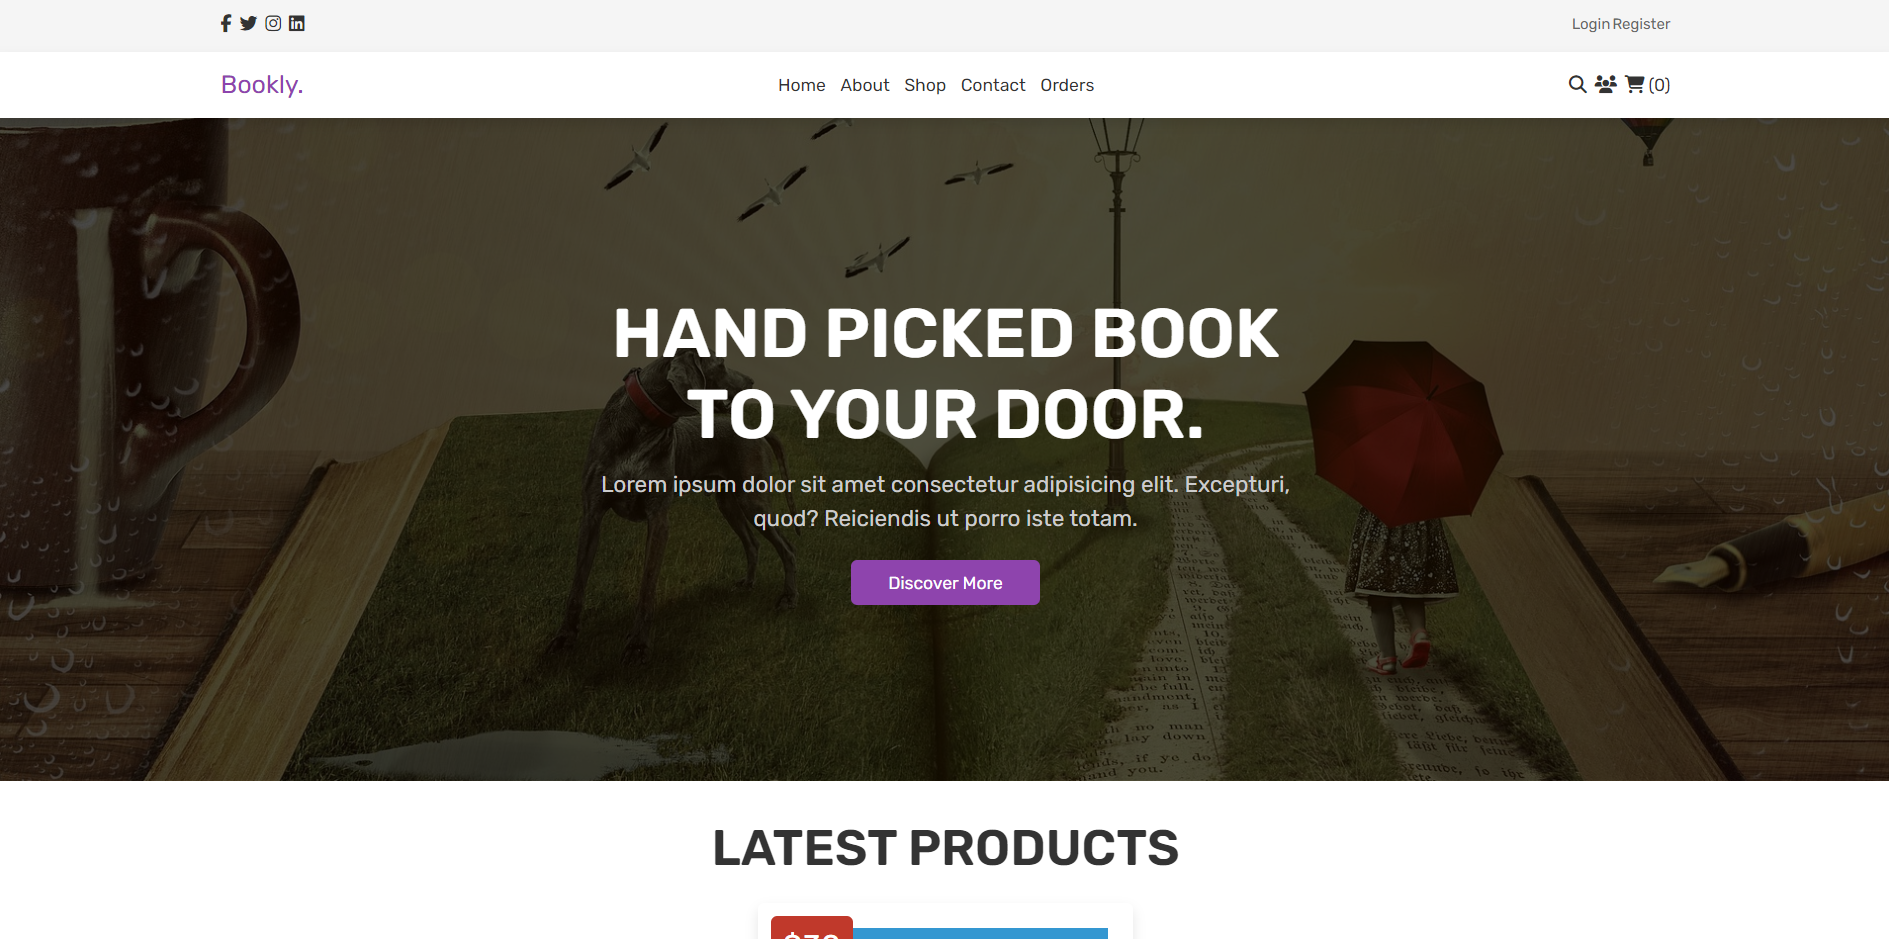 Login Register
Bookly.
Home About Shop Contact Orders
(0)
HAND PICKED BOOK
TO YOUR DOOR.
Lorem ipsum dolor sit amet consectetur adipisicing elit. Excepturi,
quod? Reiciendis ut porro iste totam.
Discover More
LATEST PRODUCTS